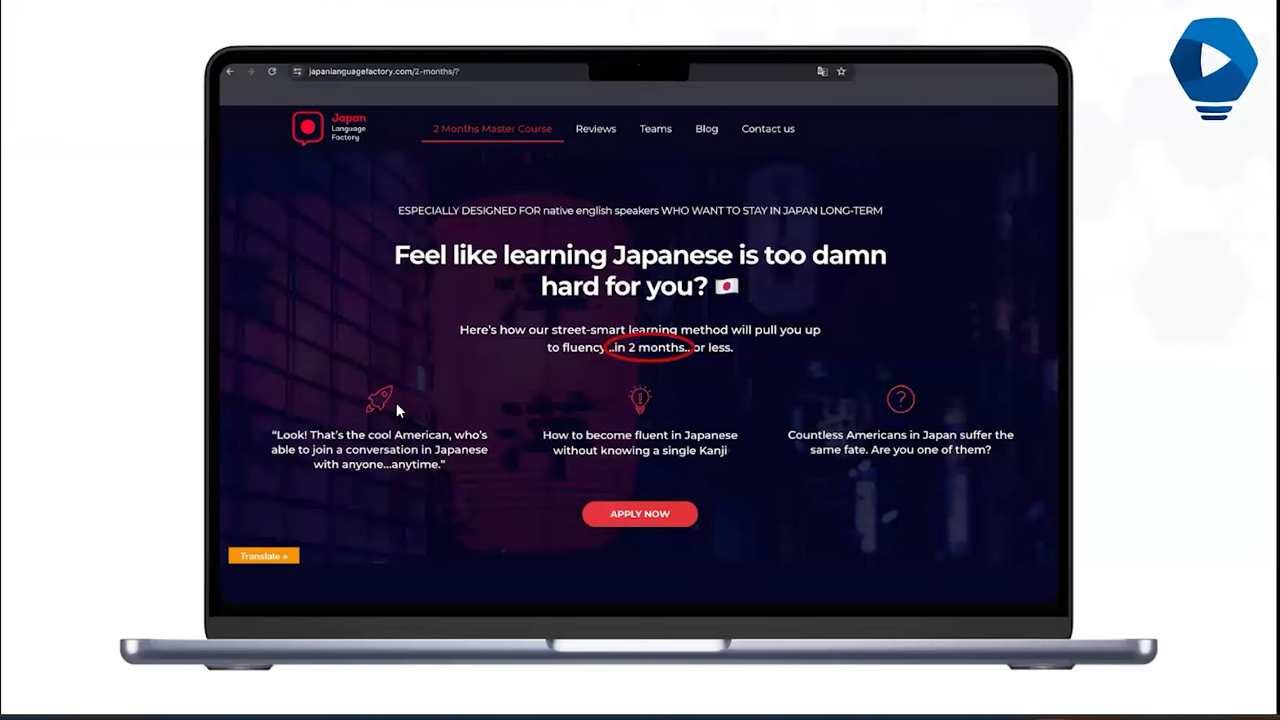 japanlanguagefactory.com/2-months/?
Japan
Language
Factory
2 Months Master Course
Reviews
Teams
Blog
Contact us
ESPECIALLY DESIGNED FOR native english speakers WHO WANT TO STAY IN JAPAN LONG-TERM
Feel like learning Japanese is too damn
hard for you?
Here's how our street-smart learning method will pull you up
to fluency..in 2 months..or less.
“Look! That's the cool American, who's
able to join a conversation in Japanese
with anyone...anytime.”
How to become fluent in Japanese
without knowing a single Kanji
Countless Americans in Japan suffer the
same fate. Are you one of them?
APPLY NOW
Translate »